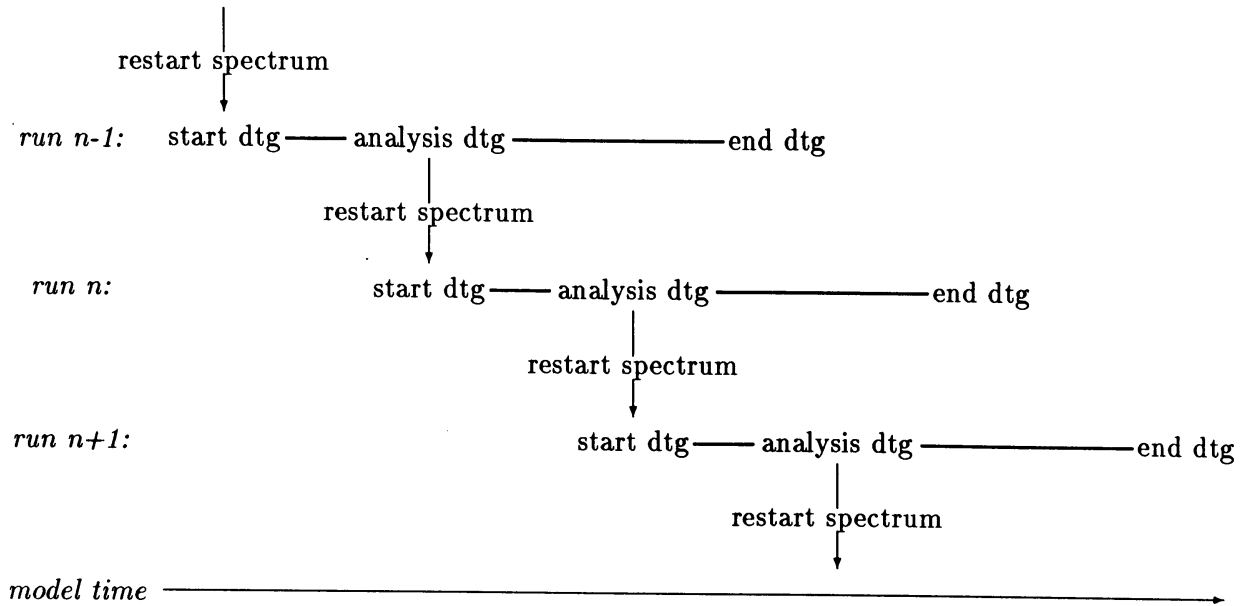 restart spectrum
run n-1: start dtg analysis dtg end dtg
restart spectrum
run n: start dtg analysis dtg end dtg
restart spectrum
run n+1: start dtg analysis dtg end dtg
restart spectrum
model time